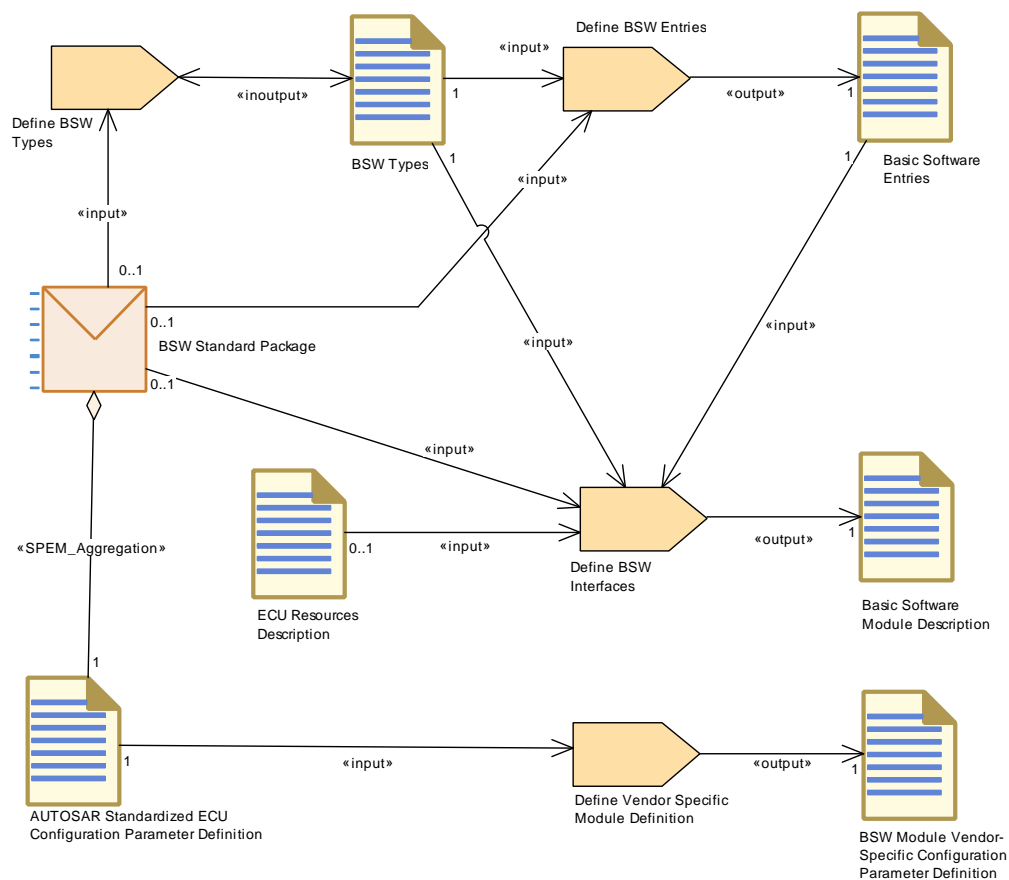 Define BSW Entries
«input»
«inoutput»
1
«output»
1
Define BSW
Types
BSW Types
1
1
Basic Software
Entries
«input»
«input»
0..1
0..1
BSW Standard Package
0..1
«input»
«input»
«input»
«SPEM_Aggregation»
0..1
«input»
«output»
1
Define BSW
Interfaces
ECU Resources
Description
Basic Software
Module Description
1
1
«input»
«output»
1
AUTOSAR Standardized ECU
Configuration Parameter Definition
Define Vendor Specific
Module Definition
BSW Module Vendor-
Specific Configuration
Parameter Definition